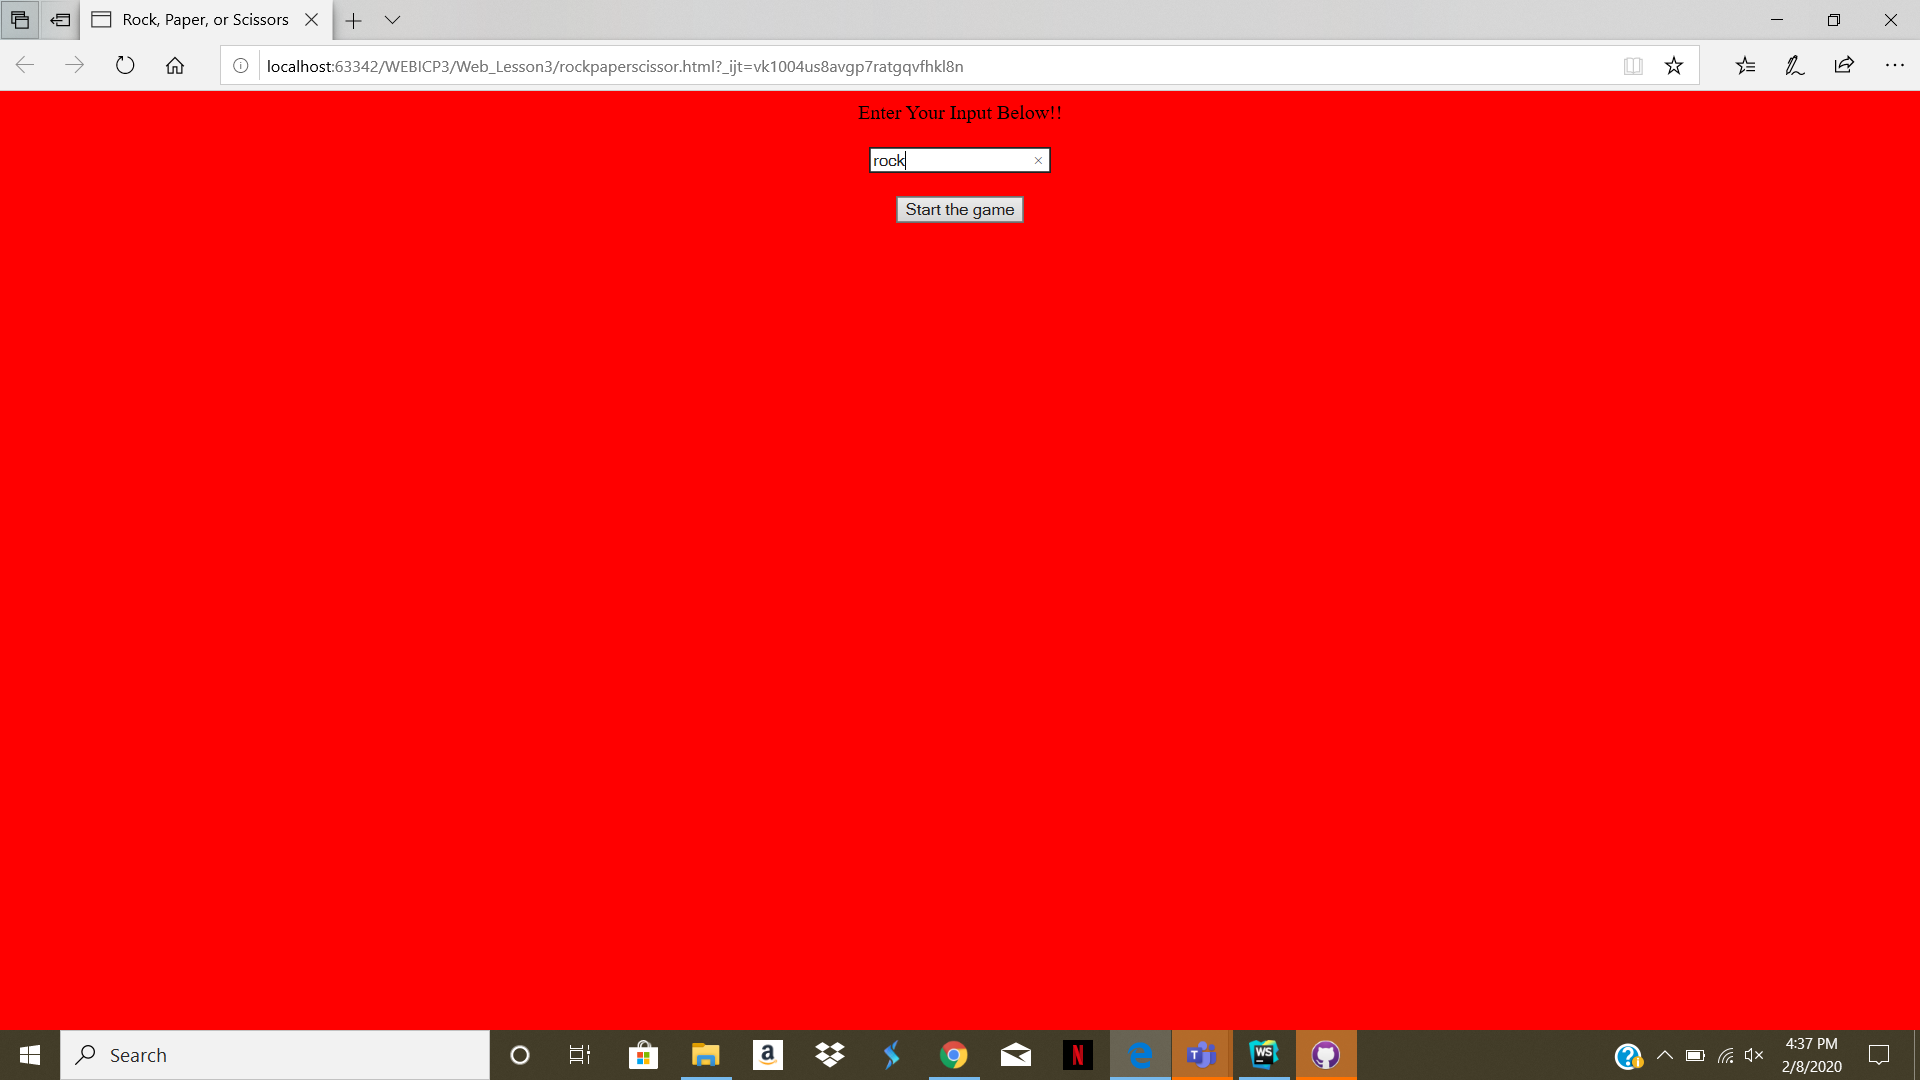 Rock, Paper, or Scissors
localhost:63342/WEBICP3/Web_Lesson3/rockpaperscissor.html?_ijt=vk1004us8avgp7ratgqvfhkl8n
Enter Your Input Below!!
rock
Start the game
Search
a
N
T
WS
4:37 PM
2/8/2020